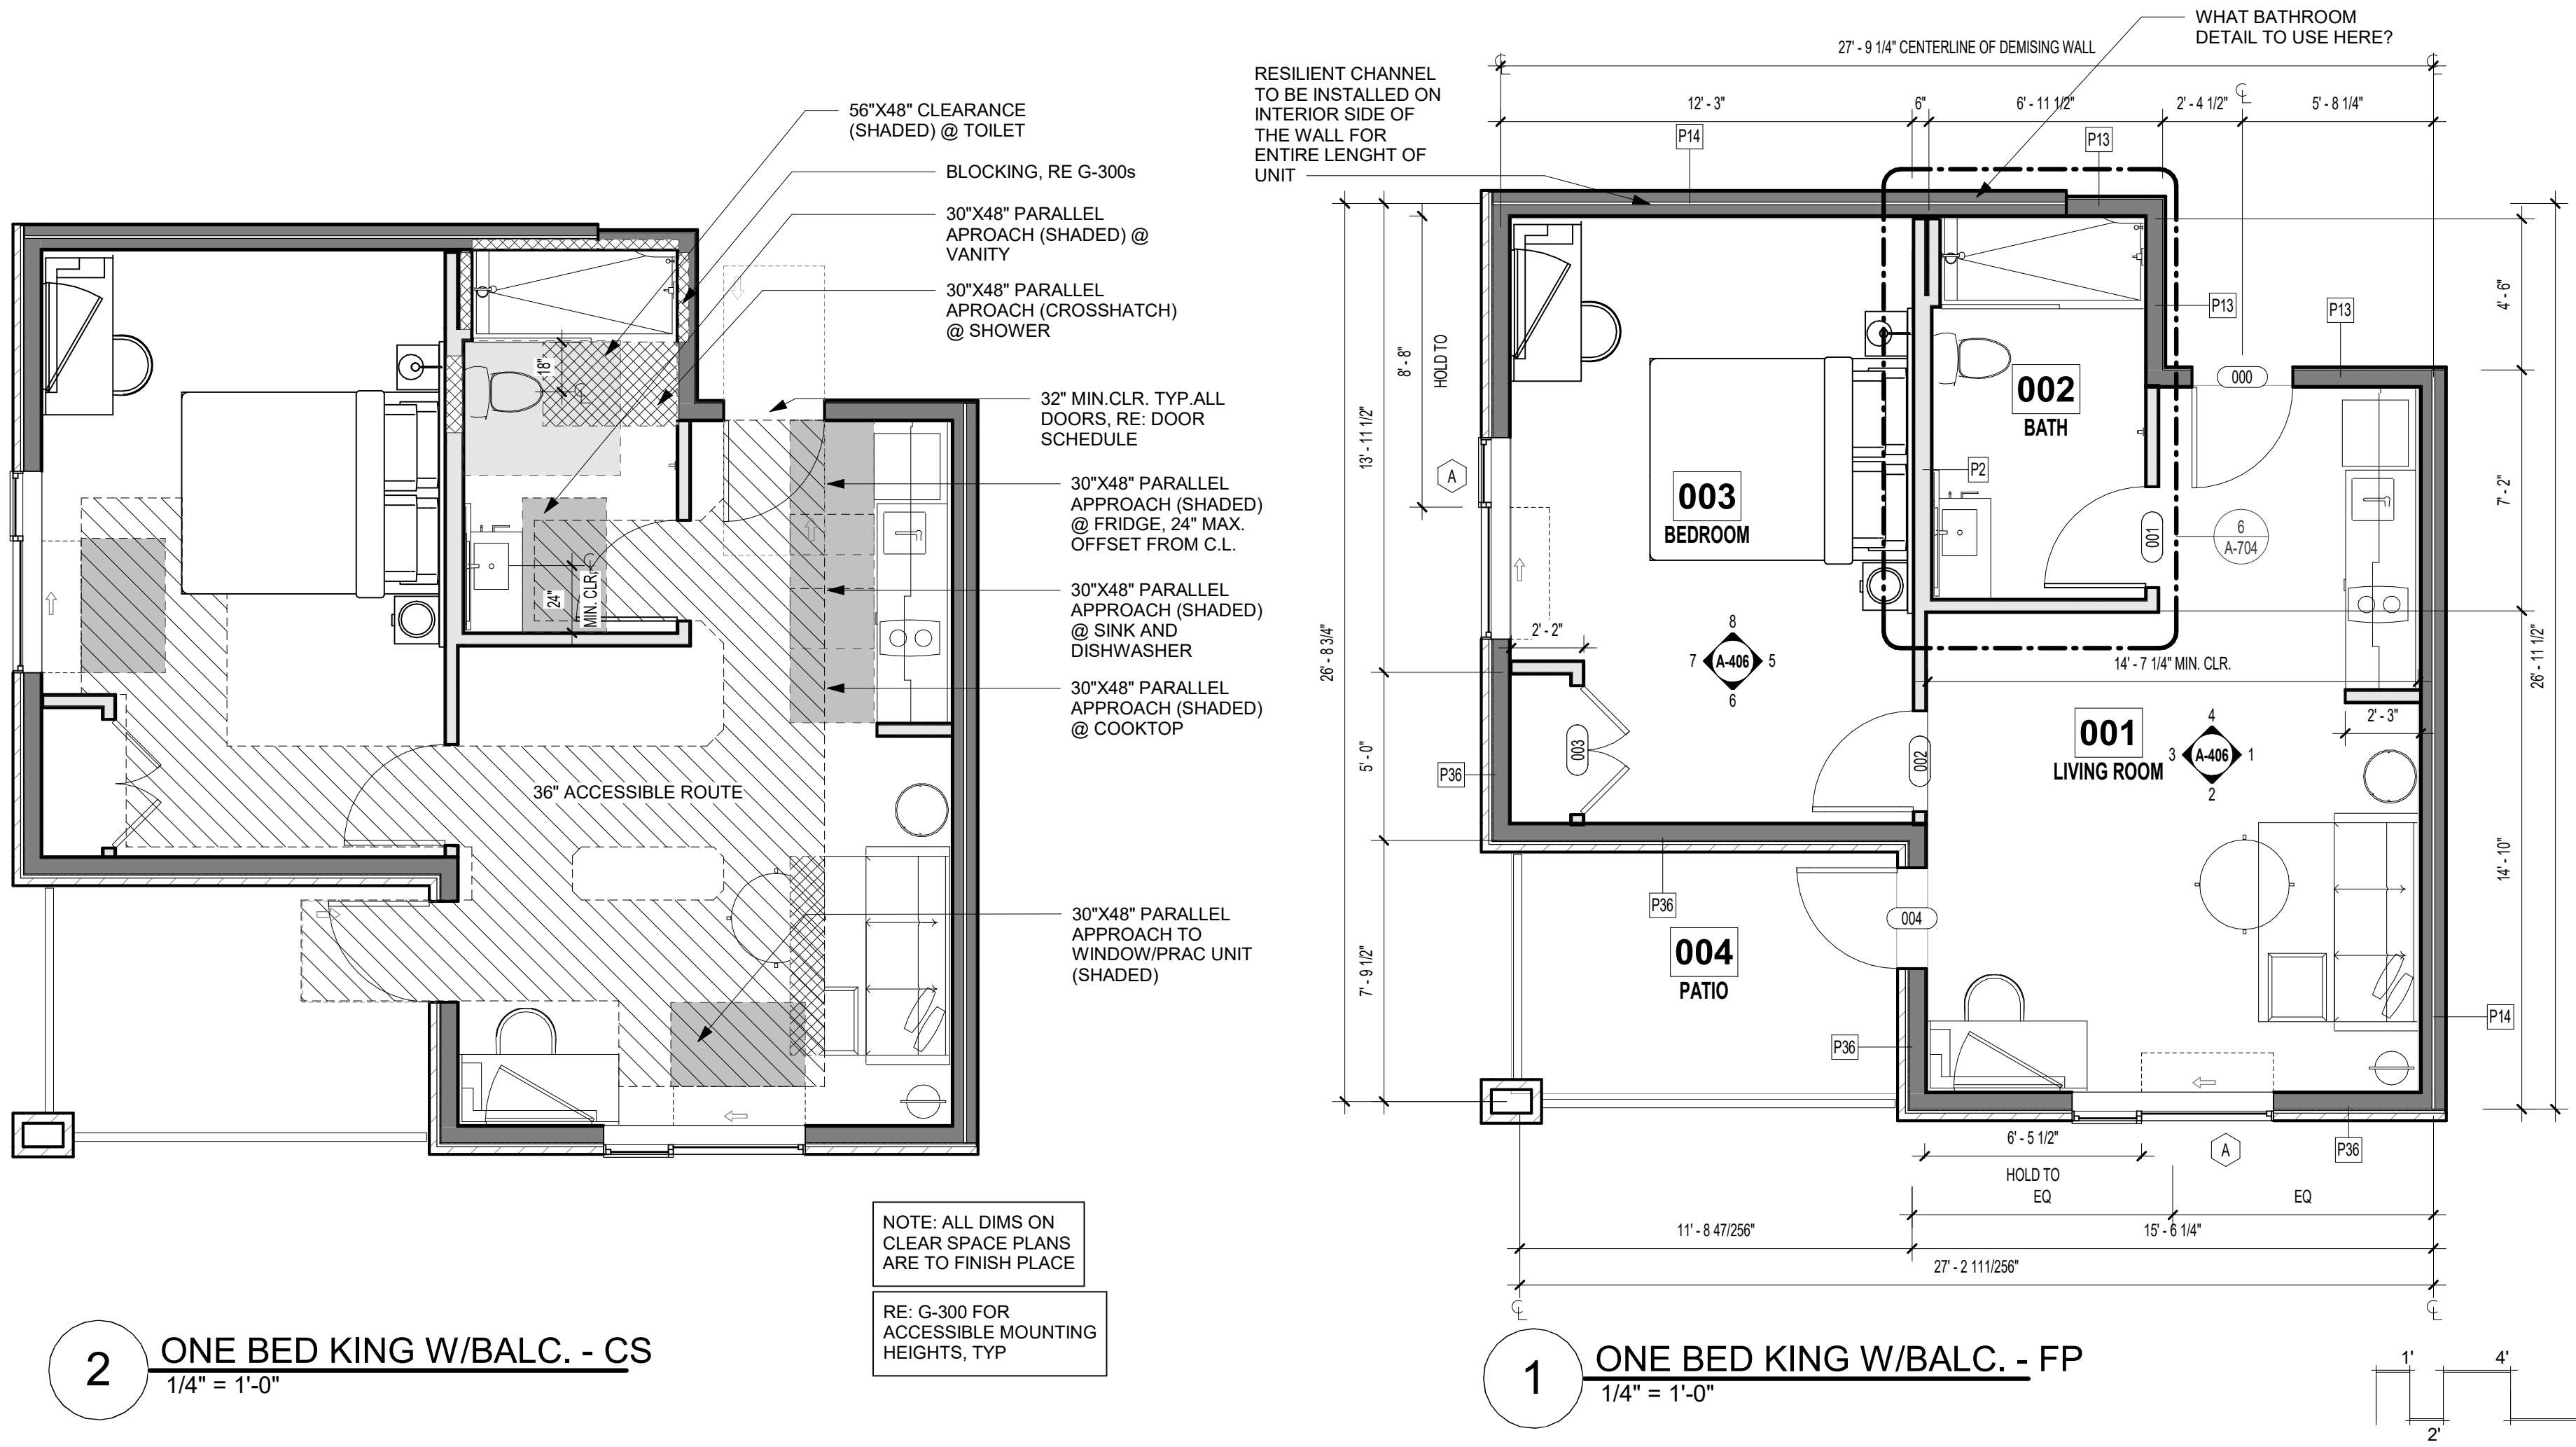 56"X48" CLEARANCE
(SHADED) @ TOILET
BLOCKING, RE G-300s
30"X48" PARALLEL
APROACH (SHADED) @
VANITY
30"X48" PARALLEL
APROACH (CROSSHATCH)
@ SHOWER
32" MIN.CLR. TYP.ALL
DOORS, RE: DOOR
SCHEDULE
30"X48" PARALLEL
APPROACH (SHADED)
@ FRIDGE, 24" MAX.
OFFSET FROM C.L.
30"X48" PARALLEL
APPROACH (SHADED)
@ SINK AND
DISHWASHER
30"X48" PARALLEL
APPROACH (SHADED)
@ COOKTOP
30"X48" PARALLEL
APPROACH TO
WINDOW/PRAC UNIT
(SHADED)
18"
24"
MIN. CLR.
36" ACCESSIBLE ROUTE
NOTE: ALL DIMS ON
CLEAR SPACE PLANS
ARE TO FINISH PLACE
RE: G-300 FOR
ACCESSIBLE MOUNTING
HEIGHTS, TYP
2
ONE BED KING W/BALC. - CS
1/4" = 1'-0"
WHAT BATHROOM
DETAIL TO USE HERE?
27' - 9 1/4" CENTERLINE OF DEMISING WALL
RESILIENT CHANNEL
TO BE INSTALLED ON
INTERIOR SIDE OF
THE WALL FOR
ENTIRE LENGHT OF
UNIT
12' - 3"
6"
6' - 11 1/2"
2' - 4 1/2"
5' - 8 1/4"
P14
P13
P13
P13
000
4' - 6"
8' - 8"
HOLD TO
13' - 11 1/2"
A
002
BATH
P2
003
BEDROOM
001
6
A-704
7' - 2"
26' - 8 3/4"
26' - 11 1/2"
2' - 2"
8
7 A-406 5
6
14' - 7 1/4" MIN. CLR.
2' - 3"
001
LIVING ROOM
4
3 A-406 1
2
003
002
P36
5' - 0"
14' - 10"
P36
004
004
PATIO
7' - 9 1/2"
P14
P36
6' - 5 1/2"
HOLD TO
A
P36
EQ
EQ
11' - 8 47/256"
15' - 6 1/4"
27' - 2 111/256"
1
ONE BED KING W/BALC. - FP
1/4" = 1'-0"
1'
4'
2'